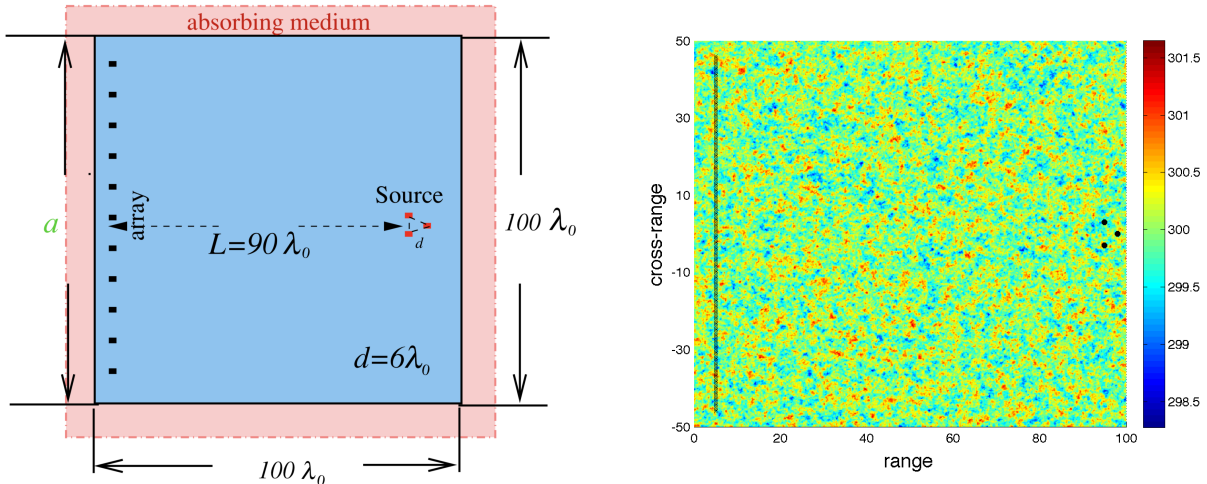 absorbing medium
a
array
Source
d
L=90 λ₀
100 λ₀
d=6λ₀
100 λ₀
50
30
10
-10
-30
-50
cross-range
0
20
40
60
80
100
range
301.5
301
300.5
300
299.5
299
298.5